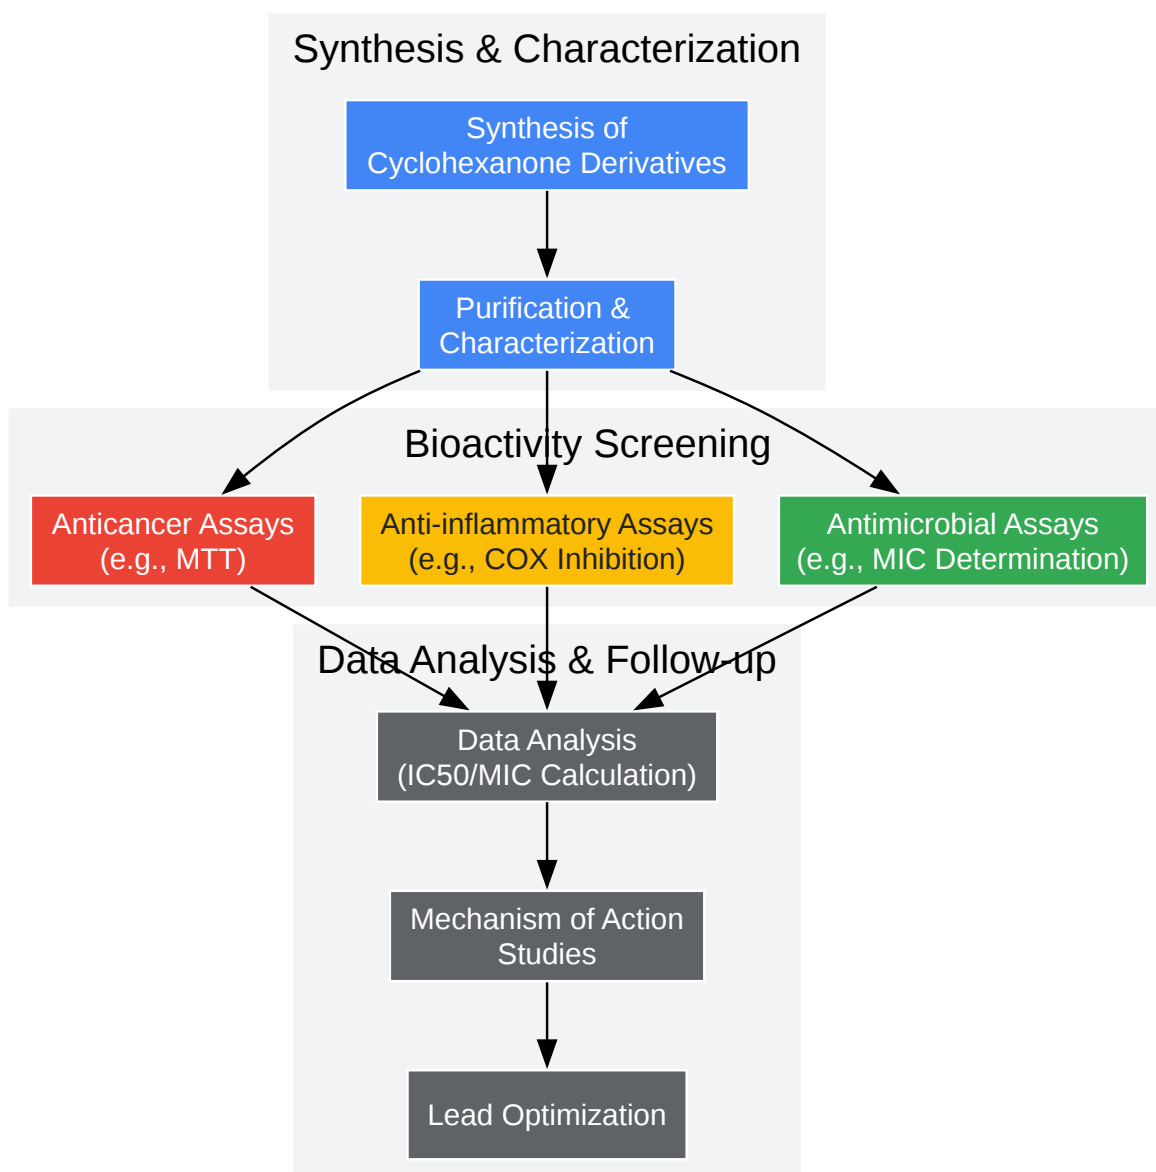 Synthesis & Characterization
Synthesis of
Cyclohexanone Derivatives
Purification &
Characterization
Bioactivity Screening
Anticancer Assays
(e.g., MTT)
Anti-inflammatory Assays
(e.g., COX Inhibition)
Antimicrobial Assays
(e.g., MIC Determination)
Data Analysis & Follow-up
Data Analysis
(IC50/MIC Calculation)
Mechanism of Action
Studies
Lead Optimization